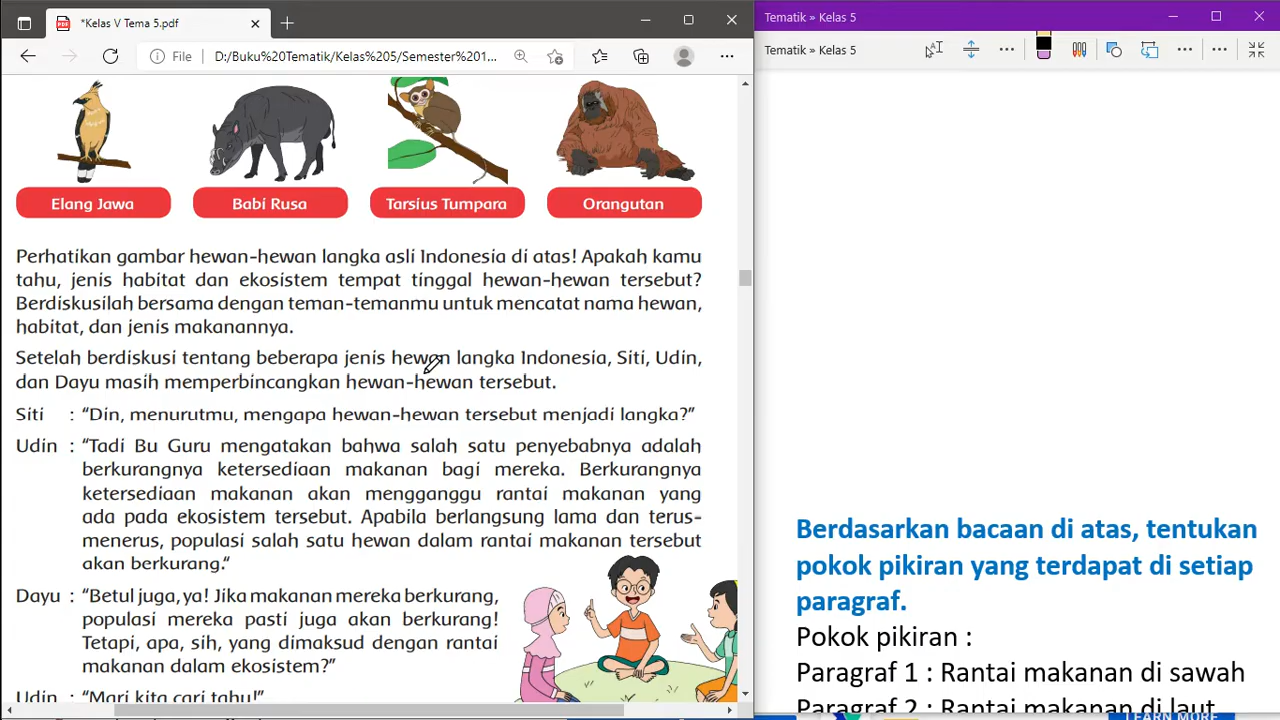 *Kelas V Tema 5.pdf
File
D:/Buku%20Tematik/Kelas%205/Semester%201...
Elang Jawa
Babi Rusa
Tarsius Tumpara
Orangutan
Perhatikan gambar hewan-hewan langka asli Indonesia di atas! Apakah kamu
tahu, jenis habitat dan ekosistem tempat tinggal hewan-hewan tersebut?
Berdiskusilah bersama dengan teman-temanmu untuk mencatat nama hewan,
habitat, dan jenis makanannya.
Setelah berdiskusi tentang beberapa jenis hewan langka Indonesia, Siti, Udin,
dan Dayu masih memperbincangkan hewan-hewan tersebut.
Siti : “Din, menurutmu, mengapa hewan-hewan tersebut menjadi langka?”
Udin : “Tadi Bu Guru mengatakan bahwa salah satu penyebabnya adalah
berkurangnya ketersediaan makanan bagi mereka. Berkurangnya
ketersediaan makanan akan mengganggu rantai makanan yang
ada pada ekosistem tersebut. Apabila berlangsung lama dan terus-
menerus, populasi salah satu hewan dalam rantai makanan tersebut
akan berkurang.“
Dayu : “Betul juga, ya! Jika makanan mereka berkurang,
populasi mereka pasti juga akan berkurang!
Tetapi, apa, sih, yang dimaksud dengan rantai
makanan dalam ekosistem?”
Udin : “Mari kita cari tahu!”
Tematik » Kelas 5
Tematik » Kelas 5
Berdasarkan bacaan di atas, tentukan
pokok pikiran yang terdapat di setiap
paragraf.
Pokok pikiran :
Paragraf 1 : Rantai makanan di sawah
Paragraf 2 : Rantai makanan di laut
LEARN MORE